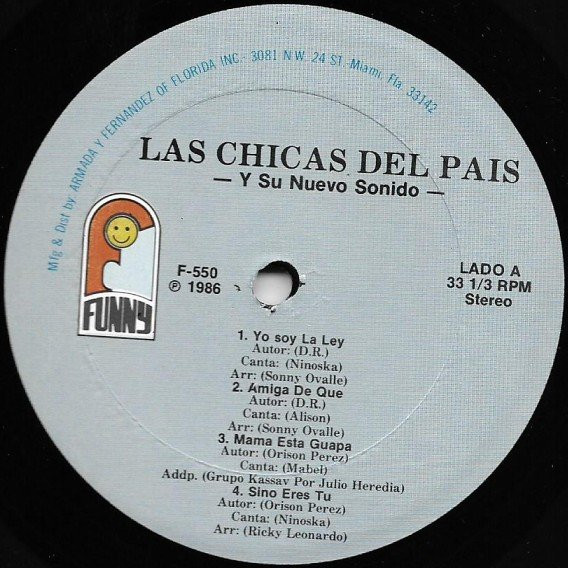 Mfg & Dist by ARMADA Y FERNANDEZ OF FLORIDA INC. - 3081 N.W. 24 ST. Miami, Fla. 33142
LAS CHICAS DEL PAIS
— Y Su Nuevo Sonido —
FUNNY
F-550
℗ 1986
LADO A
33 1/3 RPM
Stereo
1. Yo soy La Ley
Autor: (D.R.)
Canta: (Ninoska)
Arr: (Sonny Ovalle)
2. Amiga De Que
Autor: (D.R.)
Canta: (Alison)
Arr: (Sonny Ovalle)
3. Mama Esta Guapa
Autor: (Orison Perez)
Canta: (Mabel)
Addp. (Grupo Kassav Por Julio Heredia)
4. Sino Eres Tu
Autor: (Orison Perez)
Canta: (Ninoska)
Arr: (Ricky Leonardo)